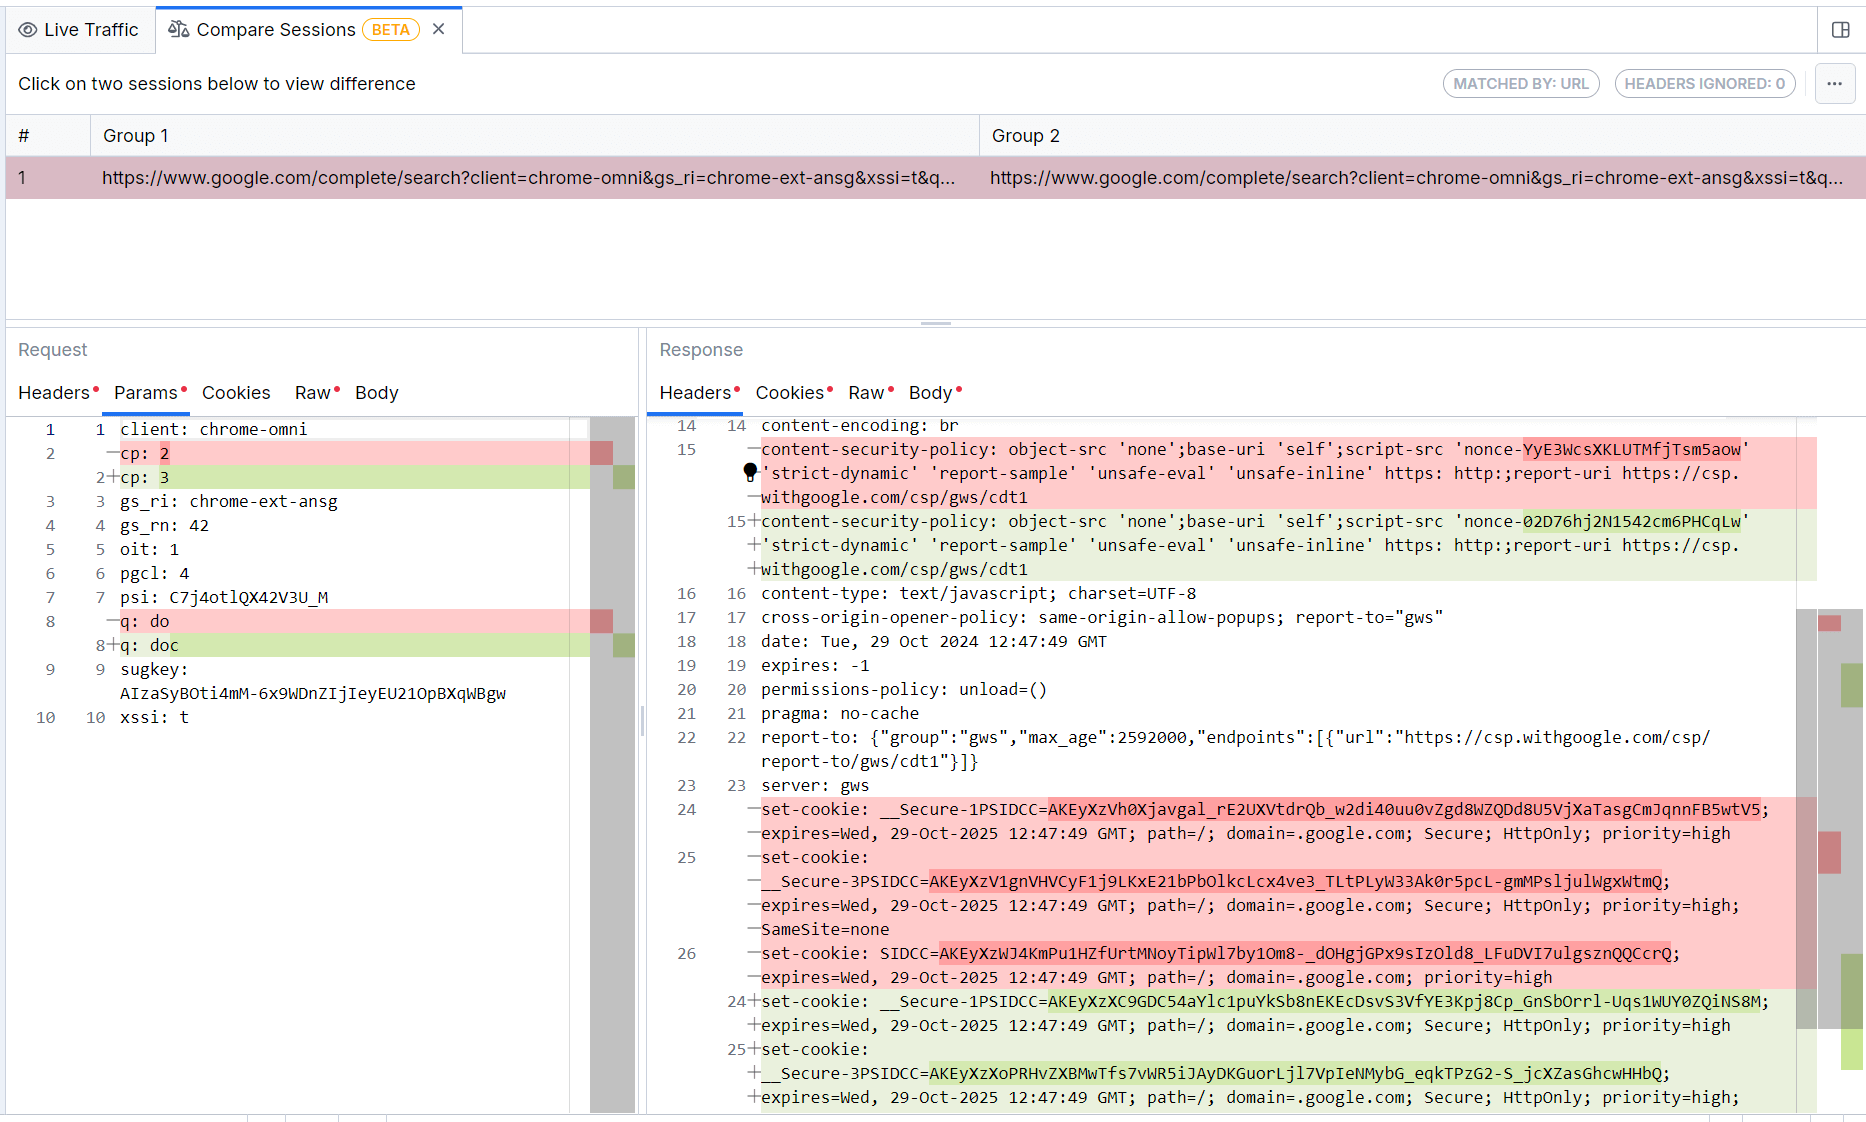 Live Traffic
Compare Sessions BETA
Click on two sessions below to view difference
MATCHED BY: URL
HEADERS IGNORED: 0
# Group 1 Group 2
1 https://www.google.com/complete/search?client=chrome-omni&gs_ri=chrome-ext-ansg&xssi=t&q... https://www.google.com/complete/search?client=chrome-omni&gs_ri=chrome-ext-ansg&xssi=t&q...
Request
Headers Params Cookies Raw Body
1 1 client: chrome-omni
2 —cp: 2
2+cp: 3
3 3 gs_ri: chrome-ext-ansg
4 4 gs_rn: 42
5 5 oit: 1
6 6 pgcl: 4
7 7 psi: C7j4otlQX42V3U_M
8 —q: do
8+q: doc
9 9 sugkey:
AIzaSyBOti4mM-6x9WDnZIjIeyEU21OpBXqWBgw
10 10 xssi: t
Response
Headers Cookies Raw Body
14 14 content-encoding: br
15 —content-security-policy: object-src 'none';base-uri 'self';script-src 'nonce-YyE3WcsXKLUTMfjTsm5aow'
'strict-dynamic' 'report-sample' 'unsafe-eval' 'unsafe-inline' https: http:;report-uri https://csp.
—withgoogle.com/csp/gws/cdt1
15+content-security-policy: object-src 'none';base-uri 'self';script-src 'nonce-02D76hj2N1542cm6PHCqLw'
+'strict-dynamic' 'report-sample' 'unsafe-eval' 'unsafe-inline' https: http:;report-uri https://csp.
+withgoogle.com/csp/gws/cdt1
16 16 content-type: text/javascript; charset=UTF-8
17 17 cross-origin-opener-policy: same-origin-allow-popups; report-to="gws"
18 18 date: Tue, 29 Oct 2024 12:47:49 GMT
19 19 expires: -1
20 20 permissions-policy: unload=()
21 21 pragma: no-cache
22 22 report-to: {"group":"gws","max_age":2592000,"endpoints":[{"url":"https://csp.withgoogle.com/csp/
report-to/gws/cdt1"}]}
23 23 server: gws
24 —set-cookie: __Secure-1PSIDCC=AKEyXzVh0Xjavgal_rE2UXVtdrQb_w2di40uu0vZgd8WZQDd8U5VjXaTasgCmJqnnFB5wtV5;
—expires=Wed, 29-Oct-2025 12:47:49 GMT; path=/; domain=.google.com; Secure; HttpOnly; priority=high
25 —set-cookie:
—__Secure-3PSIDCC=AKEyXzV1gnVHVCyF1j9LKxE21bPbOlkcLcx4ve3_TLtPLyW33Ak0r5pcL-gmMPsljulWgxWtmQ;
—expires=Wed, 29-Oct-2025 12:47:49 GMT; path=/; domain=.google.com; Secure; HttpOnly; priority=high;
—SameSite=none
26 —set-cookie: SIDCC=AKEyXzWJ4KmPu1HZfUrtMNoyTipWl7by1Om8-_dOHgjGPx9sIzOld8_LFuDVI7ulgsznQQCcrQ;
—expires=Wed, 29-Oct-2025 12:47:49 GMT; path=/; domain=.google.com; priority=high
24+set-cookie: __Secure-1PSIDCC=AKEyXzXC9GDC54aYlc1puYkSb8nEKEcDsvS3VfYE3Kpj8Cp_GnSbOrrl-Uqs1WUY0ZQiNS8M;
+expires=Wed, 29-Oct-2025 12:47:49 GMT; path=/; domain=.google.com; Secure; HttpOnly; priority=high
25+set-cookie:
+__Secure-3PSIDCC=AKEyXzXoPRHvZXBMwTfs7vWR5iJAyDKGuorLjl7VpIeNMybG_eqkTPzG2-S_jcXZasGhcwHHbQ;
+expires=Wed, 29-Oct-2025 12:47:49 GMT; path=/; domain=.google.com; Secure; HttpOnly; priority=high;